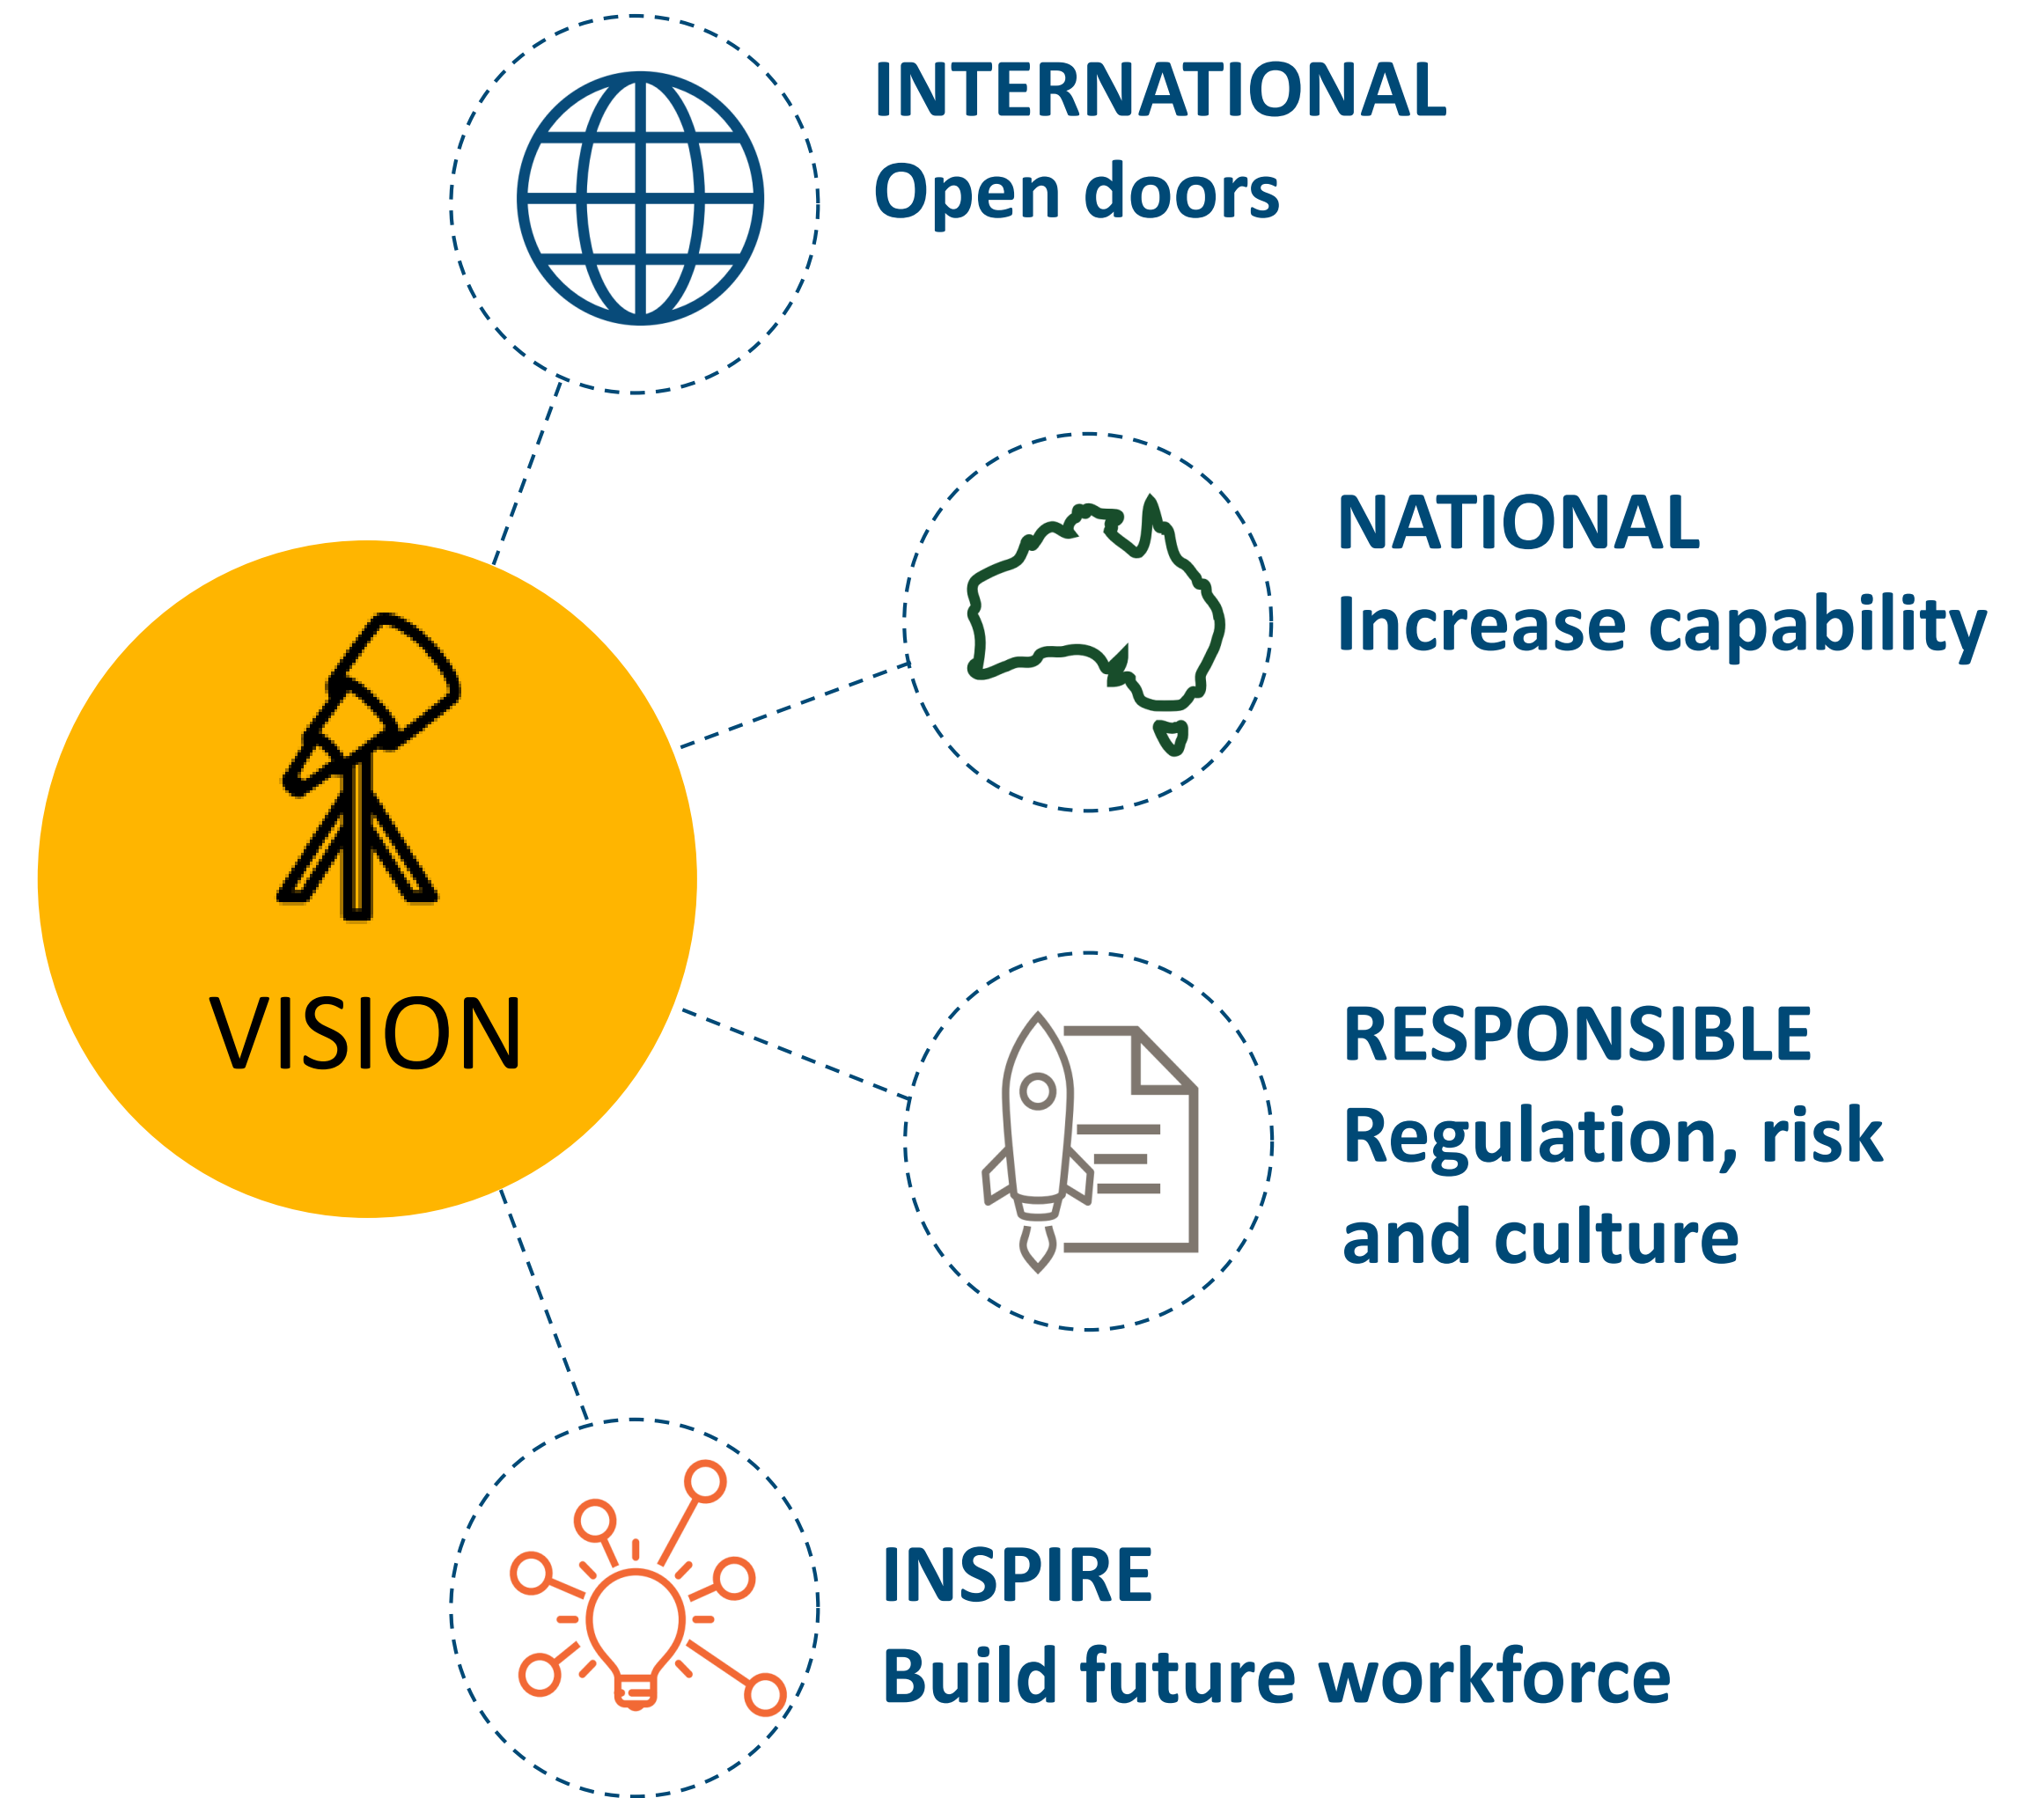 INTERNATIONAL
Open doors
NATIONAL
Increase capability
VISION
RESPONSIBLE
Regulation, risk
and culture
INSPIRE
Build future workforce